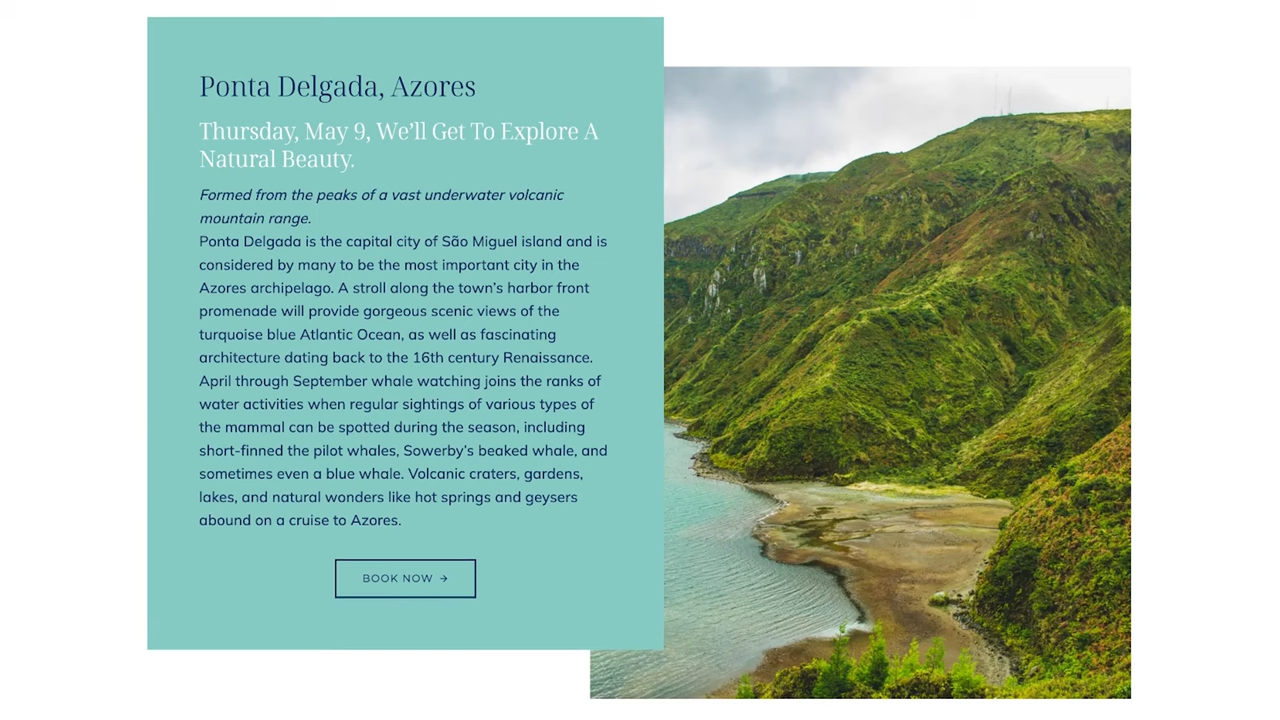 Ponta Delgada, Azores
Thursday, May 9, We’ll Get To Explore A
Natural Beauty.
Formed from the peaks of a vast underwater volcanic
mountain range.
Ponta Delgada is the capital city of São Miguel island and is
considered by many to be the most important city in the
Azores archipelago. A stroll along the town’s harbor front
promenade will provide gorgeous scenic views of the
turquoise blue Atlantic Ocean, as well as fascinating
architecture dating back to the 16th century Renaissance.
April through September whale watching joins the ranks of
water activities when regular sightings of various types of
the mammal can be spotted during the season, including
short-finned the pilot whales, Sowerby’s beaked whale, and
sometimes even a blue whale. Volcanic craters, gardens,
lakes, and natural wonders like hot springs and geysers
abound on a cruise to Azores.
BOOK NOW →